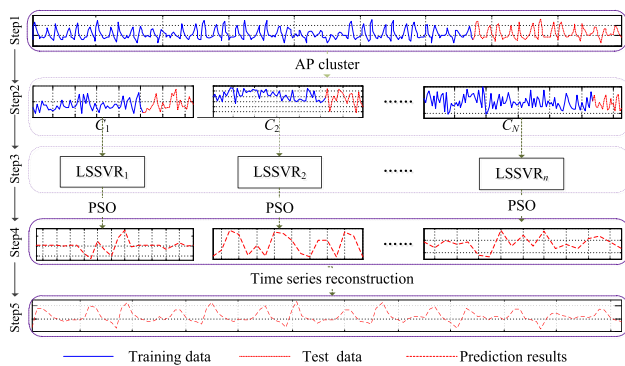 Step1
AP cluster
Step2
C1 C2 ...... CN
Step3
LSSVR1 LSSVR2 ...... LSSVRn
PSO PSO PSO
Step4
......
Time series reconstruction
Step5
Training data Test data Prediction results